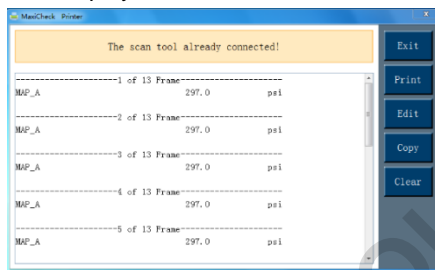 MaxiCheck Printer
The scan tool already connected!
Exit
Print
Edit
Copy
Clear
--------------------1 of 13 Frame--------------------
MAP_A 297.0 psi
--------------------2 of 13 Frame--------------------
MAP_A 297.0 psi
--------------------3 of 13 Frame--------------------
MAP_A 297.0 psi
--------------------4 of 13 Frame--------------------
MAP_A 297.0 psi
--------------------5 of 13 Frame--------------------
MAP_A 297.0 psi